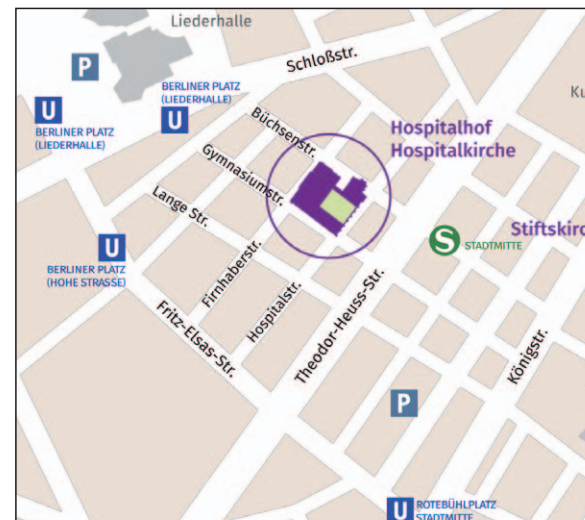 Liederhalle
P
Schloßstr.
BERLINER PLATZ
(LIEDERHALLE)
U
U
BERLINER PLATZ
(LIEDERHALLE)
Büchsenstr.
Hospitalhof
Hospitalkirche
Gymnasiumstr.
Lange Str.
Stiftskirc
S
STADTMITTE
U
BERLINER PLATZ
(HOHE STRASSE)
Firnhaberstr.
Hospitalstr.
Fritz-Elsas-Str.
Theodor-Heuss-Str.
Königstr.
P
U
ROTEBÜHLPLATZ
STADTMITTE